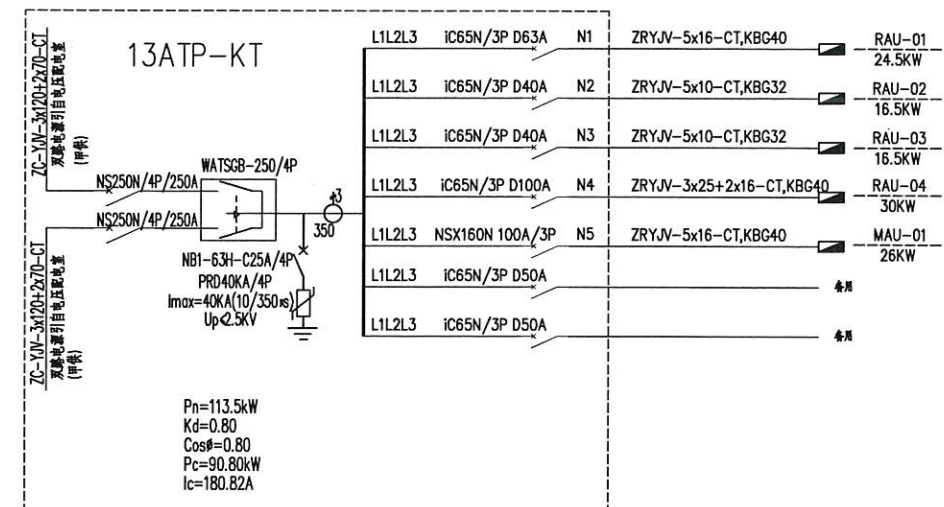 13ATP-KT
ZC-YJV-3x120+2x70-CT
双路电源引自电压配电室
(甲供)
NS250N/4P/250A
WATSGB-250/4P
NS250N/4P/250A
ZC-YJV-3x120+2x70-CT
双路电源引自电压配电室
(甲供)
x3
350
NB1-63H-C25A/4P
PRD40KA/4P
Imax=40KA(10/350us)
Up<2.5KV
L1L2L3 iC65N/3P D63A N1 ZRYJV-5x16-CT,KBG40 RAU-01
24.5KW
L1L2L3 iC65N/3P D40A N2 ZRYJV-5x10-CT,KBG32 RAU-02
16.5KW
L1L2L3 iC65N/3P D40A N3 ZRYJV-5x10-CT,KBG32 RAU-03
16.5KW
L1L2L3 iC65N/3P D100A N4 ZRYJV-3x25+2x16-CT,KBG40 RAU-04
30KW
L1L2L3 NSX160N 100A/3P N5 ZRYJV-5x16-CT,KBG40 MAU-01
26KW
L1L2L3 iC65N/3P D50A 备用
L1L2L3 iC65N/3P D50A 备用
Pn=113.5kW
Kd=0.80
Cosø=0.80
Pc=90.80kW
Ic=180.82A